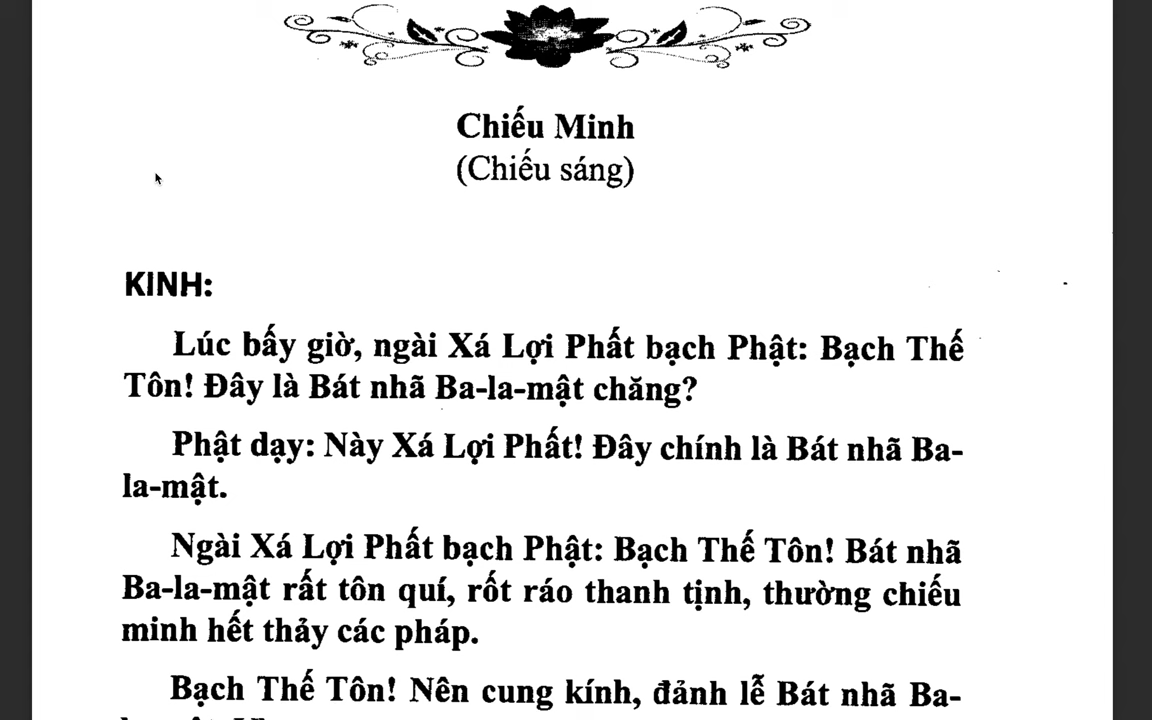 Chiếu Minh
(Chiếu sáng)
KINH:
Lúc bấy giờ, ngài Xá Lợi Phất bạch Phật: Bạch Thế
Tôn! Đây là Bát nhã Ba-la-mật chăng?
Phật dạy: Này Xá Lợi Phất! Đây chính là Bát nhã Ba-
la-mật.
Ngài Xá Lợi Phất bạch Phật: Bạch Thế Tôn! Bát nhã
Ba-la-mật rất tôn quí, rốt ráo thanh tịnh, thường chiếu
minh hết thảy các pháp.
Bạch Thế Tôn! Nên cung kính, đảnh lễ Bát nhã Ba-